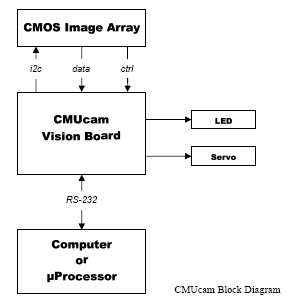 CMOS Image Array
i2c data ctrl
CMUcam
Vision Board
LED
Servo
RS-232
Computer
or
µProcessor
CMUcam Block Diagram